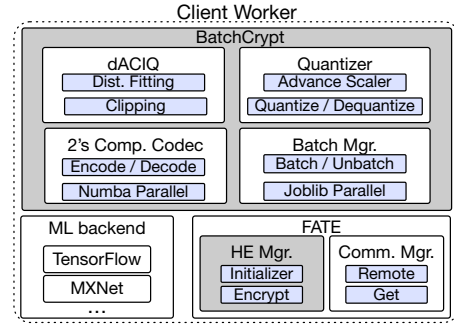 Client Worker
BatchCrypt
dACIQ
Dist. Fitting
Clipping
Quantizer
Advance Scaler
Quantize / Dequantize
2's Comp. Codec
Encode / Decode
Numba Parallel
Batch Mgr.
Batch / Unbatch
Joblib Parallel
ML backend
TensorFlow
MXNet
...
FATE
HE Mgr.
Initializer
Encrypt
Comm. Mgr.
Remote
Get